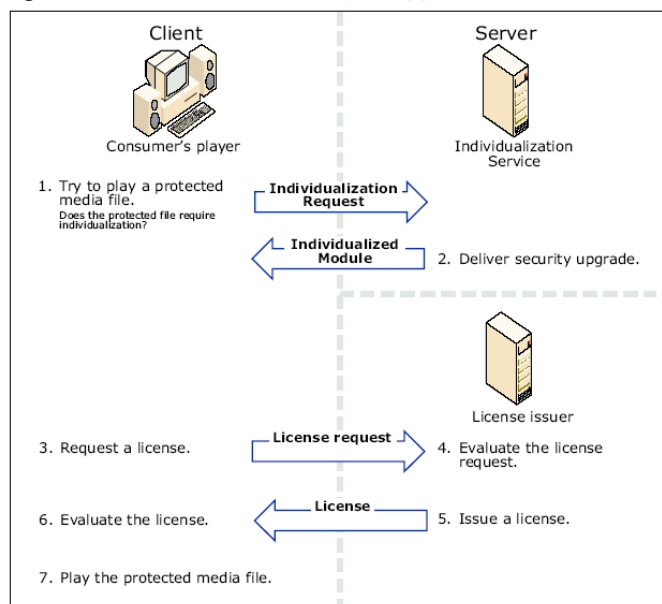 Client
Server
Consumer's player
Individualization
Service
1. Try to play a protected
media file.
Does the protected file require
individualization?
Individualization
Request
Individualized
Module
2. Deliver security upgrade.
License issuer
3. Request a license.
License request
4. Evaluate the license
request.
6. Evaluate the license.
License
5. Issue a license.
7. Play the protected media file.